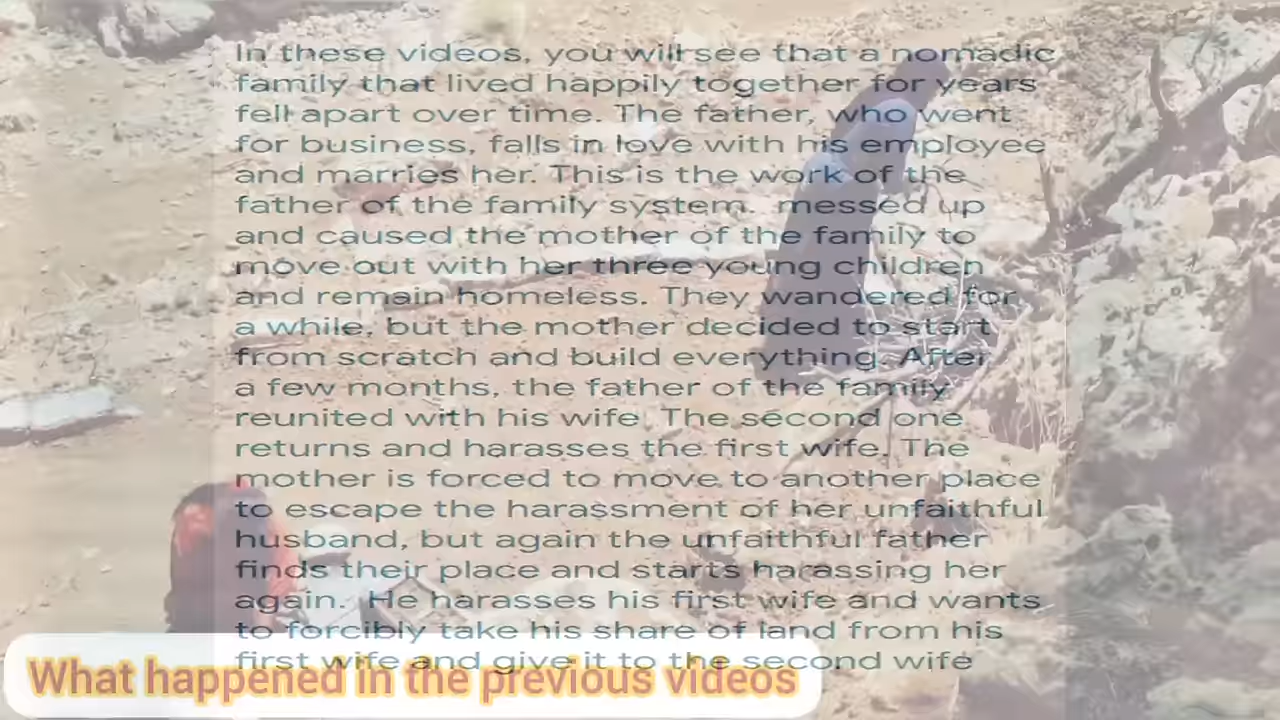 In these videos, you will see that a nomadic
family that lived happily together for years
fell apart over time. The father, who went
for business, falls in love with his employee
and marries her. This is the work of the
father of the family system. messed up
and caused the mother of the family to
move out with her three young children
and remain homeless. They wandered for
a while, but the mother decided to start
from scratch and build everything. After
a few months, the father of the family
reunited with his wife. The second one
returns and harasses the first wife. The
mother is forced to move to another place
to escape the harassment of her unfaithful
husband, but again the unfaithful father
finds their place and starts harassing her
again. He harasses his first wife and wants
to forcibly take his share of land from his
first wife and give it to the second wife
What happened in the previous videos